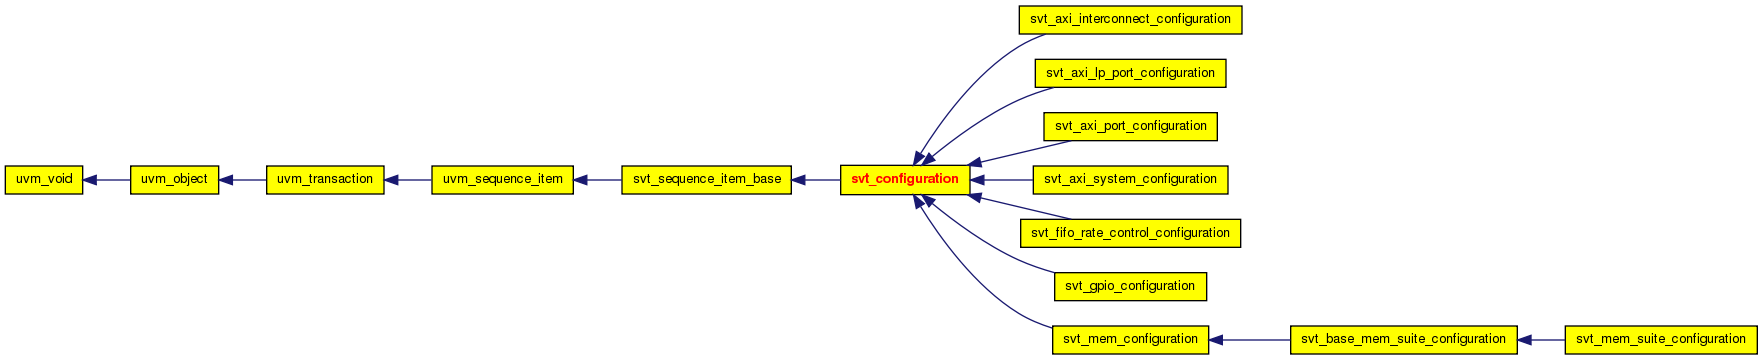 svt_axi_interconnect_configuration
svt_axi_lp_port_configuration
svt_axi_port_configuration
uvm_void
uvm_object
uvm_transaction
uvm_sequence_item
svt_sequence_item_base
svt_configuration
svt_axi_system_configuration
svt_fifo_rate_control_configuration
svt_gpio_configuration
svt_mem_configuration
svt_base_mem_suite_configuration
svt_mem_suite_configuration